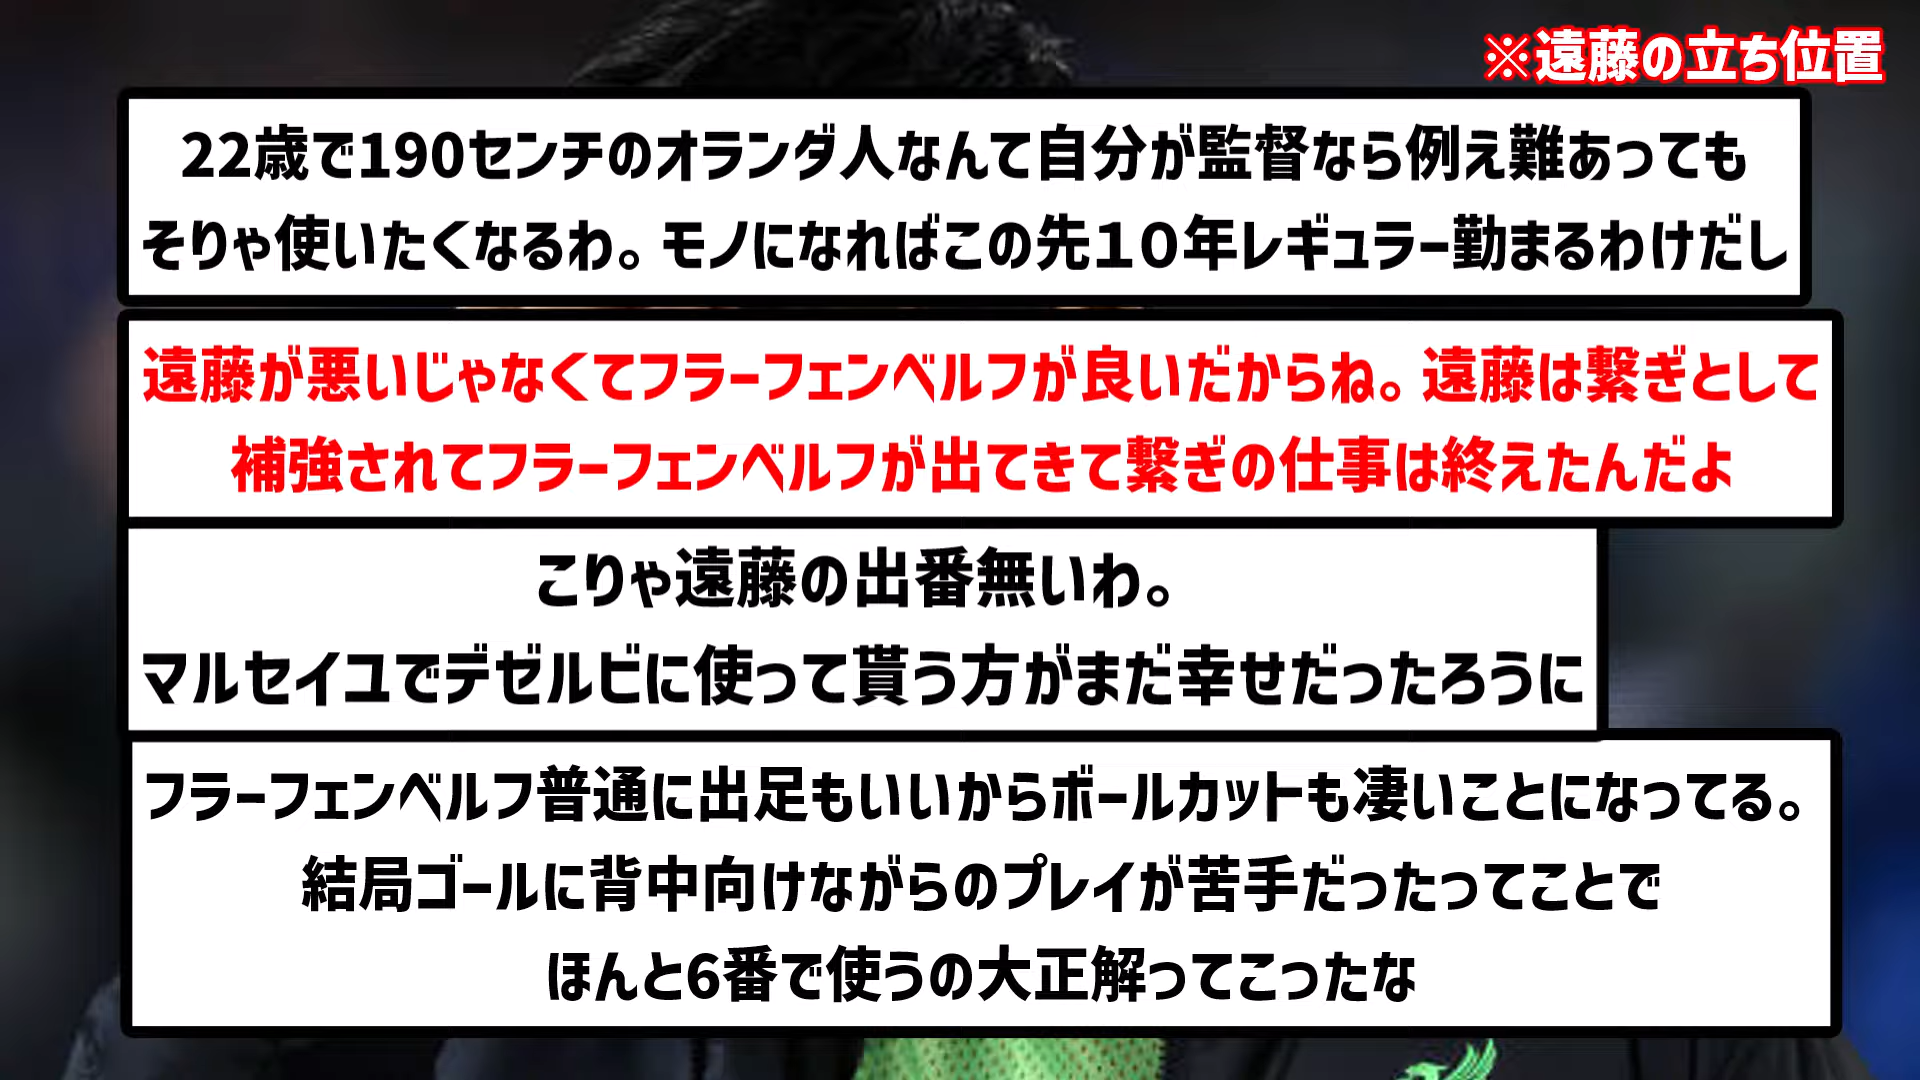 ※遠藤の立ち位置
22歳で190センチのオランダ人なんて自分が監督なら例え難あっても
そりゃ使いたくなるわ。モノになればこの先１０年レギュラー勤まるわけだし
遠藤が悪いじゃなくてフラーフェンベルフが良いだからね。遠藤は繋ぎとして
補強されてフラーフェンベルフが出てきて繋ぎの仕事は終えたんだよ
こりゃ遠藤の出番無いわ。
マルセイユでデゼルビに使って貰う方がまだ幸せだったろうに
フラーフェンベルフ普通に出足もいいからボールカットも凄いことになってる。
結局ゴールに背中向けながらのプレイが苦手だったってことで
ほんと6番で使うの大正解ってこったな